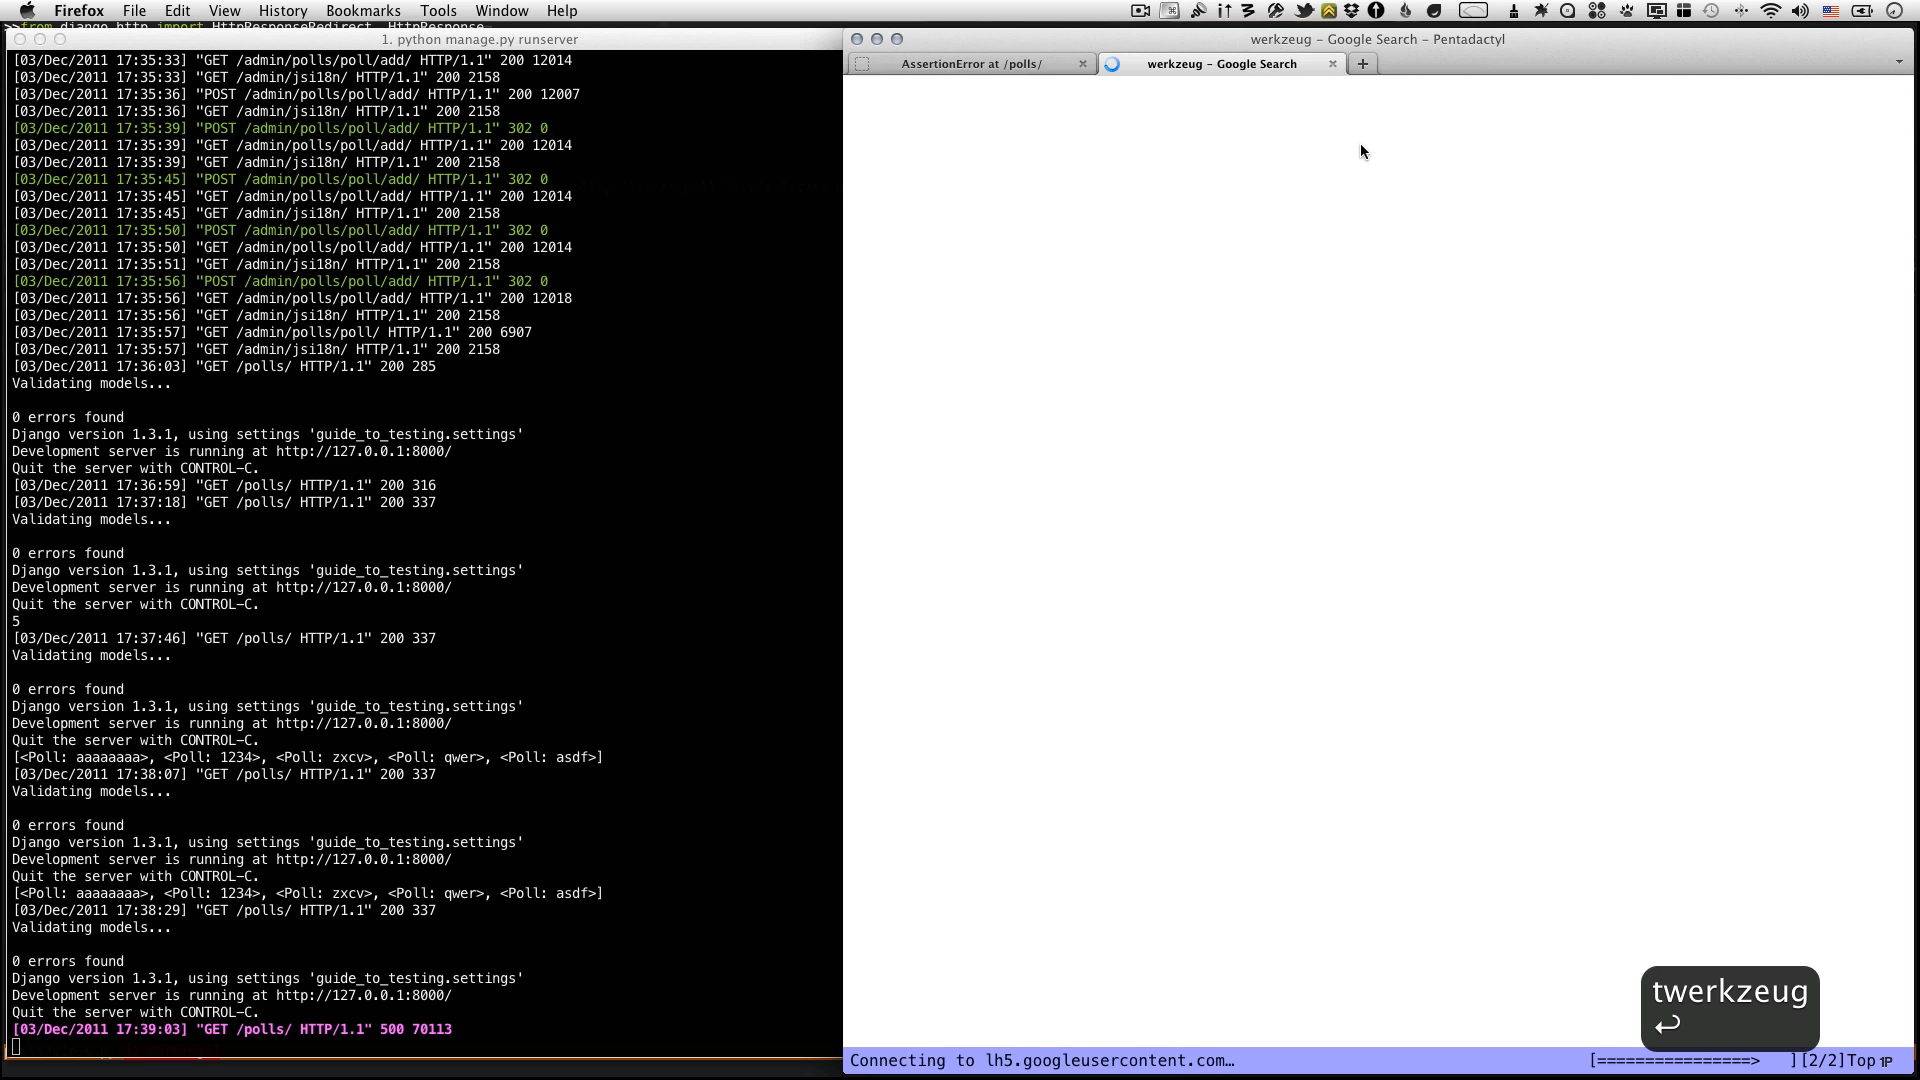 Firefox File Edit View History Bookmarks Tools Window Help
>from django.http import HttpResponseRedirect, HttpResponse
1. python manage.py runserver
[03/Dec/2011 17:35:33] "GET /admin/polls/poll/add/ HTTP/1.1" 200 12014
[03/Dec/2011 17:35:33] "GET /admin/jsi18n/ HTTP/1.1" 200 2158
[03/Dec/2011 17:35:36] "POST /admin/polls/poll/add/ HTTP/1.1" 200 12007
[03/Dec/2011 17:35:36] "GET /admin/jsi18n/ HTTP/1.1" 200 2158
[03/Dec/2011 17:35:39] "POST /admin/polls/poll/add/ HTTP/1.1" 302 0
[03/Dec/2011 17:35:39] "GET /admin/polls/poll/add/ HTTP/1.1" 200 12014
[03/Dec/2011 17:35:39] "GET /admin/jsi18n/ HTTP/1.1" 200 2158
[03/Dec/2011 17:35:45] "POST /admin/polls/poll/add/ HTTP/1.1" 302 0
[03/Dec/2011 17:35:45] "GET /admin/polls/poll/add/ HTTP/1.1" 200 12014
[03/Dec/2011 17:35:45] "GET /admin/jsi18n/ HTTP/1.1" 200 2158
[03/Dec/2011 17:35:50] "POST /admin/polls/poll/add/ HTTP/1.1" 302 0
[03/Dec/2011 17:35:50] "GET /admin/polls/poll/add/ HTTP/1.1" 200 12014
[03/Dec/2011 17:35:51] "GET /admin/jsi18n/ HTTP/1.1" 200 2158
[03/Dec/2011 17:35:56] "POST /admin/polls/poll/add/ HTTP/1.1" 302 0
[03/Dec/2011 17:35:56] "GET /admin/polls/poll/add/ HTTP/1.1" 200 12018
[03/Dec/2011 17:35:56] "GET /admin/jsi18n/ HTTP/1.1" 200 2158
[03/Dec/2011 17:35:57] "GET /admin/polls/poll/ HTTP/1.1" 200 6907
[03/Dec/2011 17:35:57] "GET /admin/jsi18n/ HTTP/1.1" 200 2158
[03/Dec/2011 17:36:03] "GET /polls/ HTTP/1.1" 200 285
Validating models...
0 errors found
Django version 1.3.1, using settings 'guide_to_testing.settings'
Development server is running at http://127.0.0.1:8000/
Quit the server with CONTROL-C.
[03/Dec/2011 17:36:59] "GET /polls/ HTTP/1.1" 200 316
[03/Dec/2011 17:37:18] "GET /polls/ HTTP/1.1" 200 337
Validating models...
0 errors found
Django version 1.3.1, using settings 'guide_to_testing.settings'
Development server is running at http://127.0.0.1:8000/
Quit the server with CONTROL-C.
5
[03/Dec/2011 17:37:46] "GET /polls/ HTTP/1.1" 200 337
Validating models...
0 errors found
Django version 1.3.1, using settings 'guide_to_testing.settings'
Development server is running at http://127.0.0.1:8000/
Quit the server with CONTROL-C.
[<Poll: aaaaaaaa>, <Poll: 1234>, <Poll: zxcv>, <Poll: qwer>, <Poll: asdf>]
[03/Dec/2011 17:38:07] "GET /polls/ HTTP/1.1" 200 337
Validating models...
0 errors found
Django version 1.3.1, using settings 'guide_to_testing.settings'
Development server is running at http://127.0.0.1:8000/
Quit the server with CONTROL-C.
[<Poll: aaaaaaaa>, <Poll: 1234>, <Poll: zxcv>, <Poll: qwer>, <Poll: asdf>]
[03/Dec/2011 17:38:29] "GET /polls/ HTTP/1.1" 200 337
Validating models...
0 errors found
Django version 1.3.1, using settings 'guide_to_testing.settings'
Development server is running at http://127.0.0.1:8000/
Quit the server with CONTROL-C.
[03/Dec/2011 17:39:03] "GET /polls/ HTTP/1.1" 500 70113
werkzeug - Google Search - Pentadactyl
AssertionError at /polls/
werkzeug - Google Search
twerkzeug
Connecting to lh5.googleusercontent.com… [================> ][2/2]Top